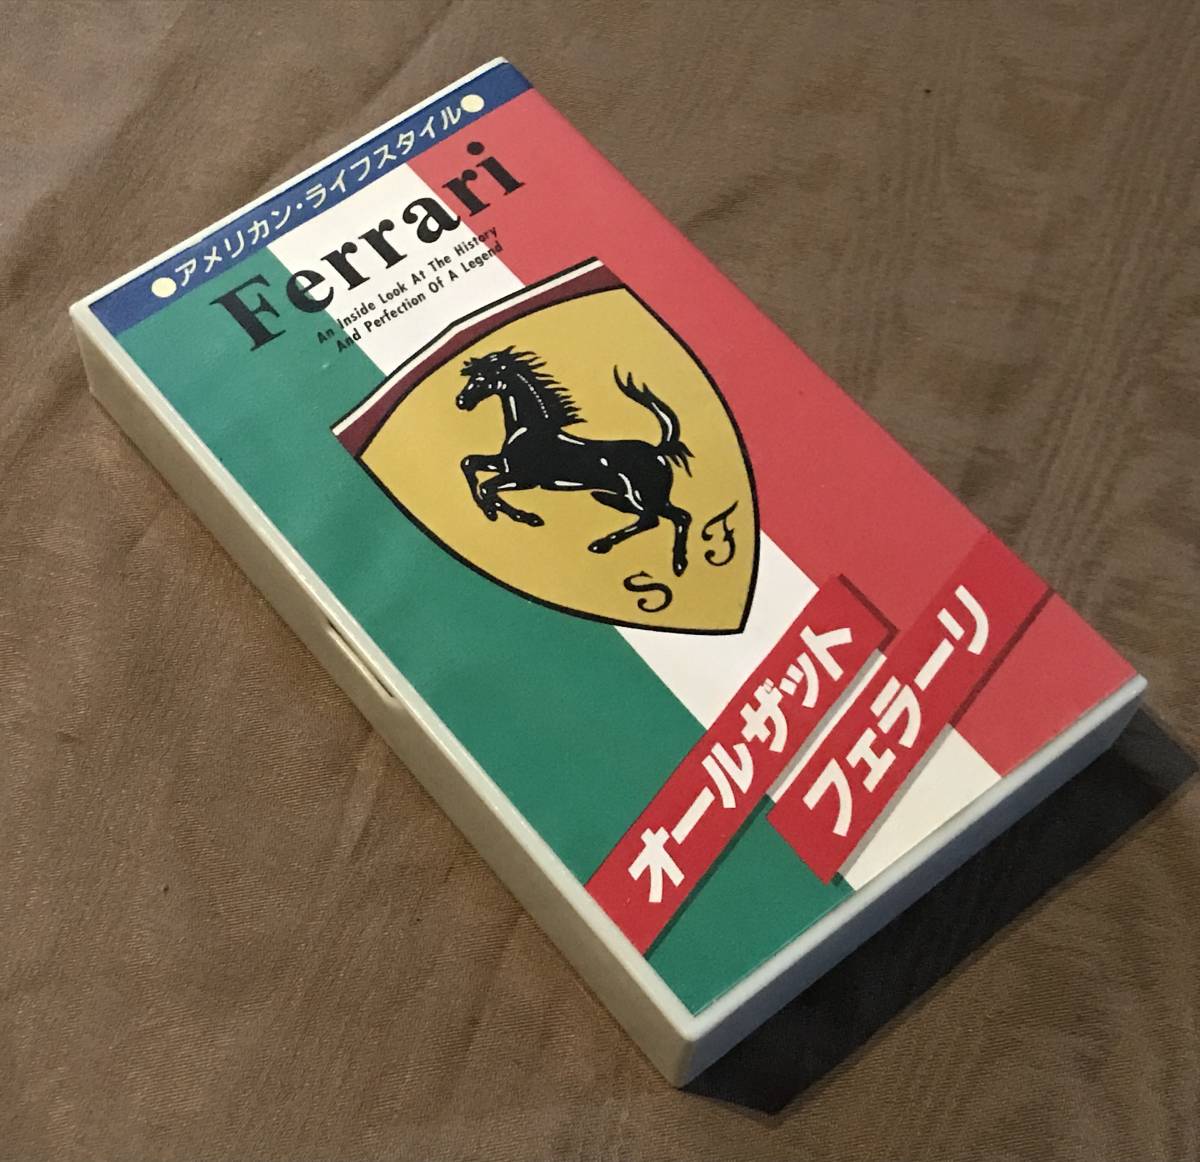 ●アメリカン・ライフスタイル●
Ferrari
An Inside Look At The History
And Perfection Of A Legend
S F
オールザット
フェラーリ